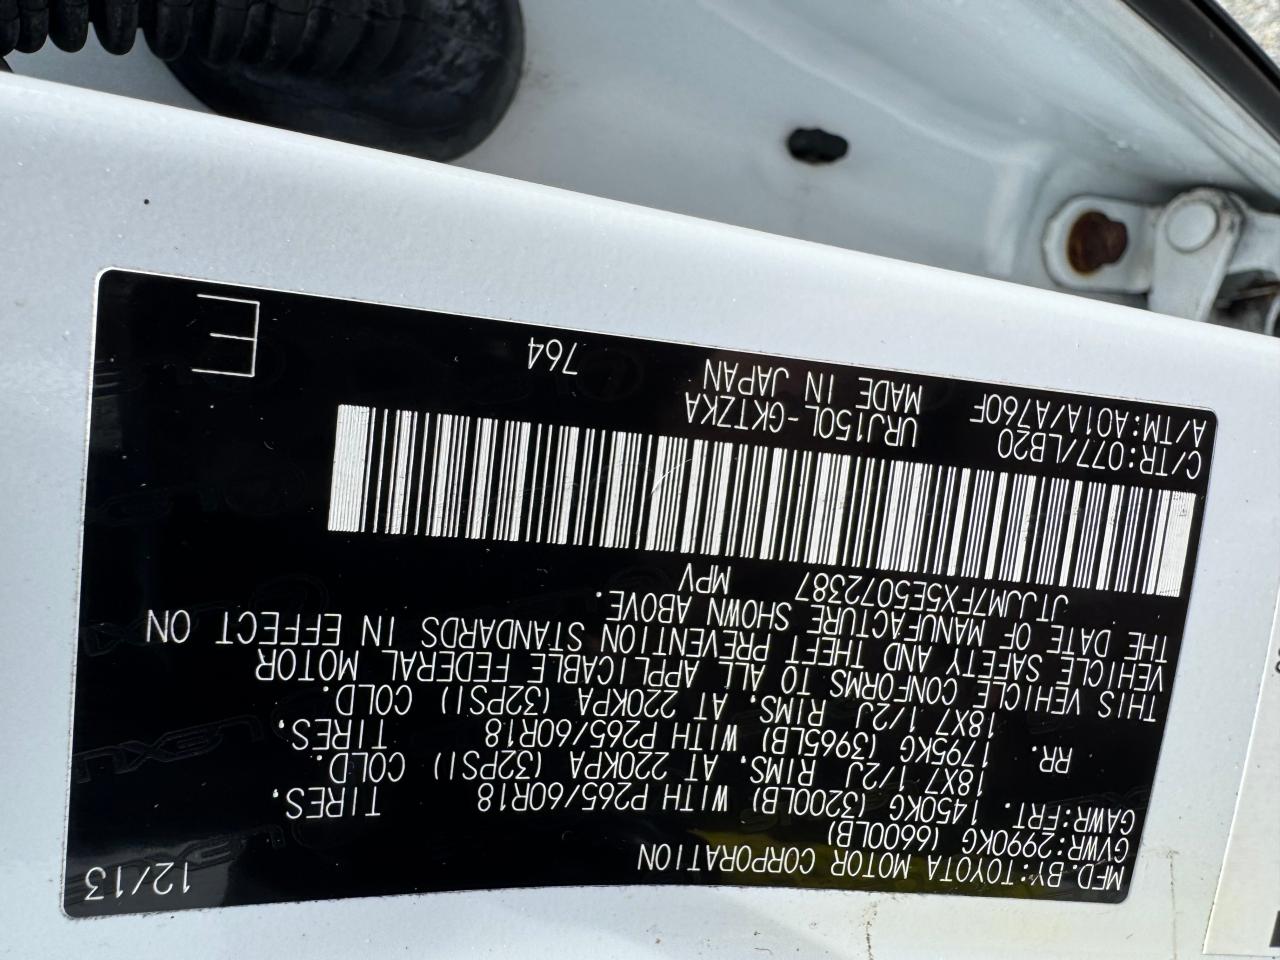 MFD. BY:TOYOTA MOTOR CORPORATION 12/13
GVWR:2990KG (6600LB)
GAWR:FRT. 1450KG (3200LB) WITH P265/60R18 TIRES.
18X7 1/2J RIMS. AT 220KPA (32PSI) COLD.
RR. 1795KG (3965LB) WITH P265/60R18 TIRES.
18X7 1/2J RIMS. AT 220KPA (32PSI) COLD.
THIS VEHICLE CONFORMS TO ALL APPLICABLE FEDERAL MOTOR
VEHICLE SAFETY AND THEFT PREVENTION STANDARDS IN EFFECT ON
THE DATE OF MANUFACTURE SHOWN ABOVE.
JTJJM7FX5E5072387 MPV
C/TR:077/LB20 URJ150L-GKTZKA
A/TM:A01A/A760F MADE IN JAPAN 764 E